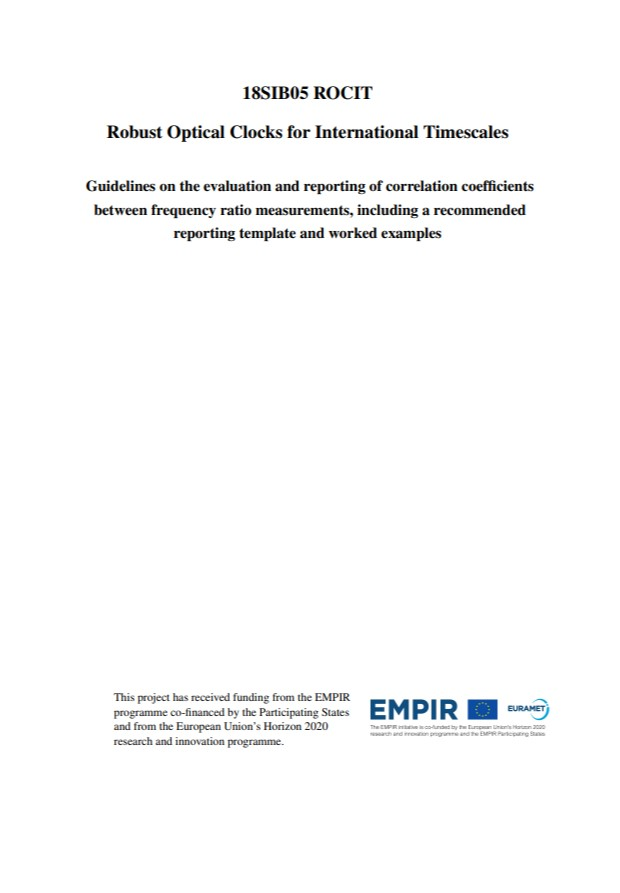 18SIB05 ROCIT
Robust Optical Clocks for International Timescales
Guidelines on the evaluation and reporting of correlation coefficients
between frequency ratio measurements, including a recommended
reporting template and worked examples
This project has received funding from the EMPIR
programme co-financed by the Participating States
and from the European Union's Horizon 2020
research and innovation programme.
EMPIR
EURAMET
The EMPIR initiative is co-funded by the European Union's Horizon 2020
research and innovation programme and the EMPIR Participating States